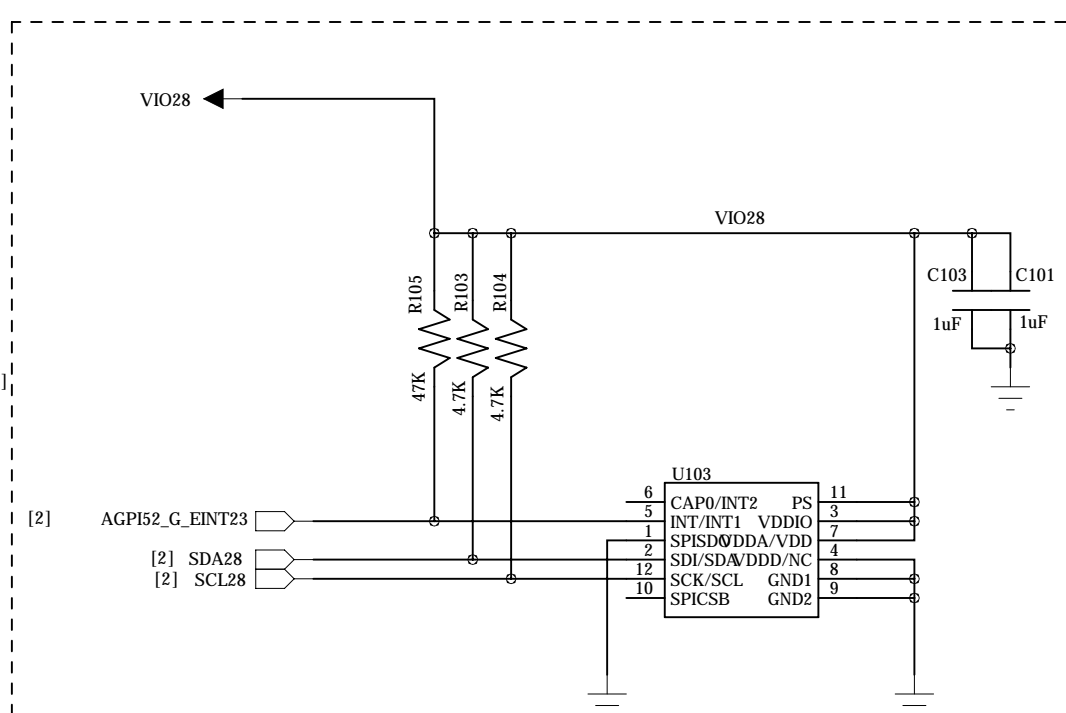 VIO28
VIO28
C103 C101
1uF 1uF
R105 R103 R104
47K 4.7K 4.7K
]
U103
6 CAP0/INT2 PS 11
[2] AGPI52_G_EINT23 5 INT/INT1 VDDIO 3
1 SPISDO VDDA/VDD 7
[2] SDA28 2 SDI/SDA VDDD/NC 4
[2] SCL28 12 SCK/SCL GND1 8
10 SPICSB GND2 9